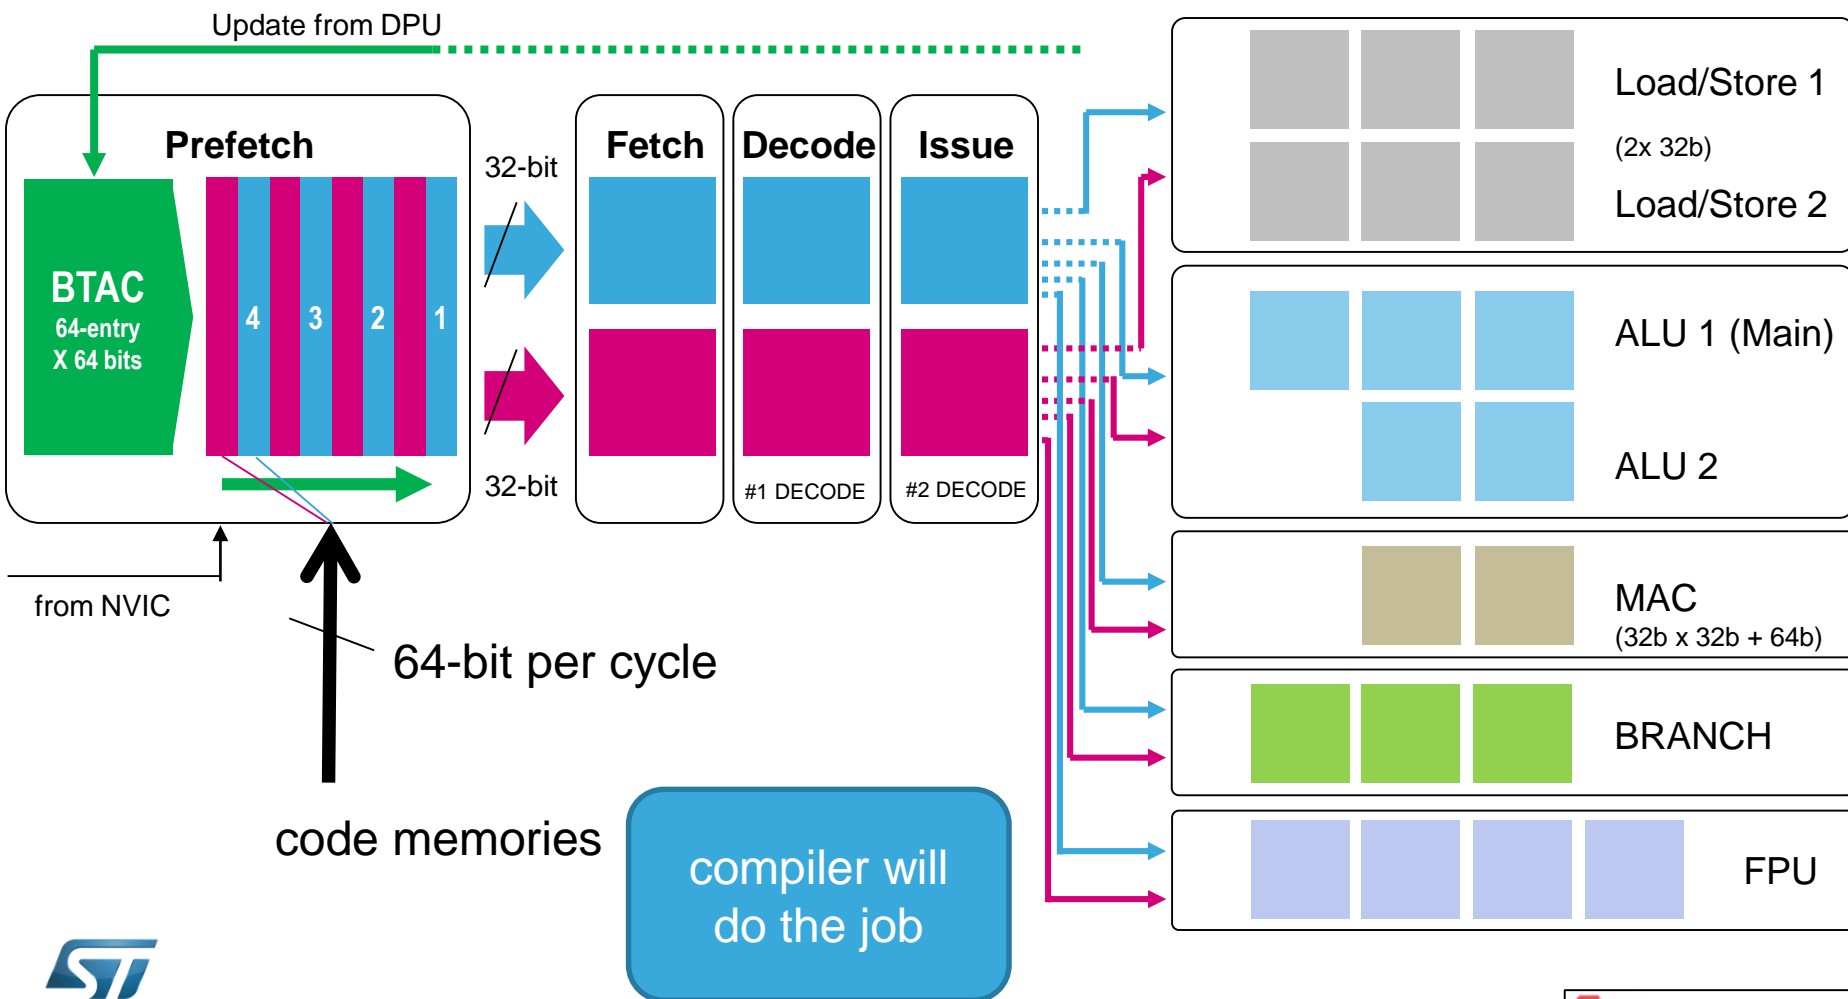 Update from DPU
Prefetch
BTAC
64-entry
X 64 bits
4 3 2 1
32-bit
32-bit
Fetch
Decode
#1 DECODE
Issue
#2 DECODE
from NVIC
64-bit per cycle
code memories
compiler will
do the job
Load/Store 1
(2x 32b)
Load/Store 2
ALU 1 (Main)
ALU 2
MAC
(32b x 32b + 64b)
BRANCH
FPU
ST